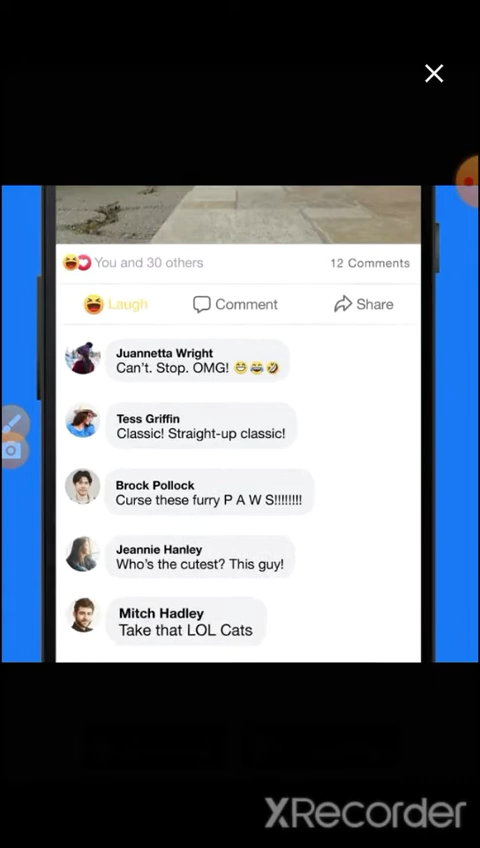 You and 30 others
12 Comments
Laugh
Comment
Share
Juannetta Wright
Can't. Stop. OMG! 😁😂🤣
Tess Griffin
Classic! Straight-up classic!
Brock Pollock
Curse these furry P A W S!!!!!!!!
Jeannie Hanley
Who's the cutest? This guy!
Mitch Hadley
Take that LOL Cats
XRecorder